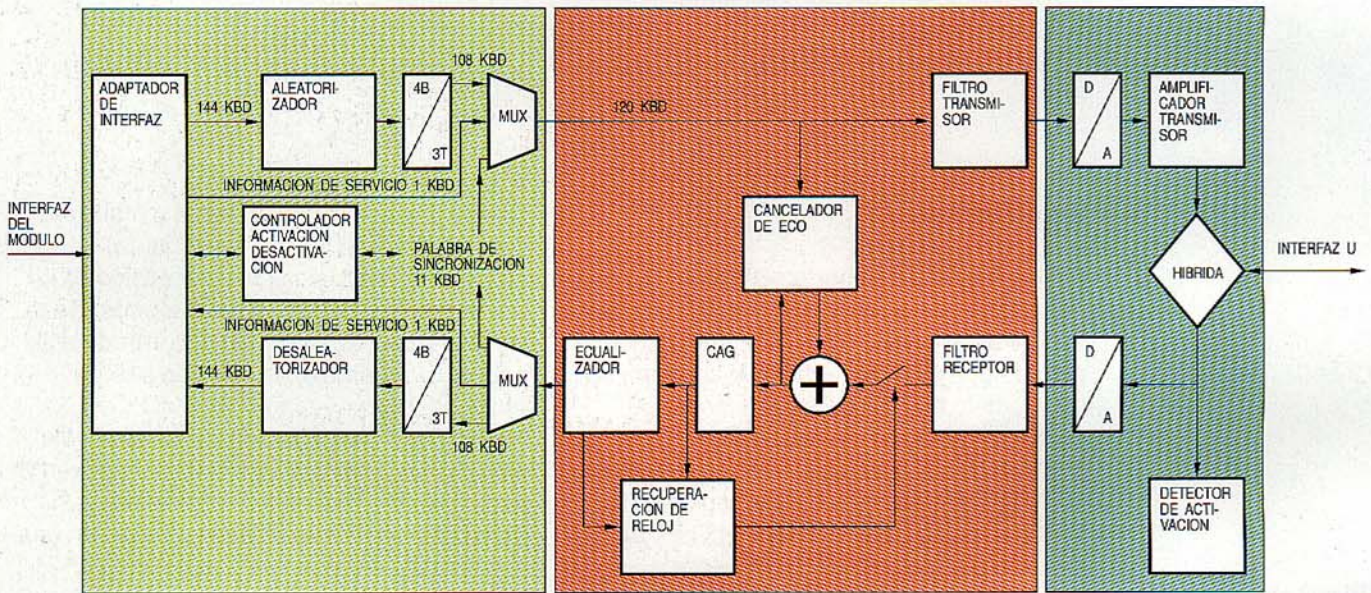 ADAPTADOR
DE
INTERFAZ
144 KBD
ALEATORI-
ZADOR
4B
3T
108 KBD
MUX
INFORMACION DE SERVICIO 1 KBD
INTERFAZ
DEL
MODULO
CONTROLADOR
ACTIVACION
DESACTIVA-
CION
PALABRA DE
SINCRONIZACION
11 KBD
INFORMACION DE SERVICIO 1 KBD
144 KBD
DESALEA-
TORIZADOR
4B
3T
MUX
108 KBD
120 KBD
FILTRO
TRANSMI-
SOR
CANCELADOR
DE ECO
ECUALI-
ZADOR
CAG
+
FILTRO
RECEPTOR
RECUPERA-
CION DE
RELOJ
D
A
AMPLIFI-
CADOR
TRANSMI-
SOR
HIBRIDA
INTERFAZ U
D
A
DETECTOR
DE ACTI-
VACION